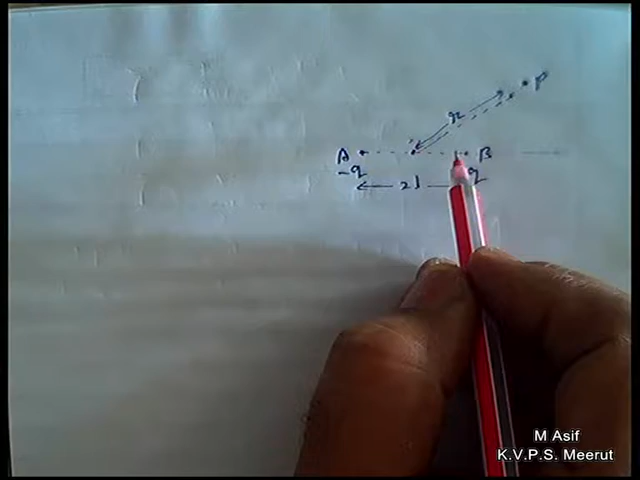 P
r
A B
-q q
2l
M Asif
K.V.P.S. Meerut